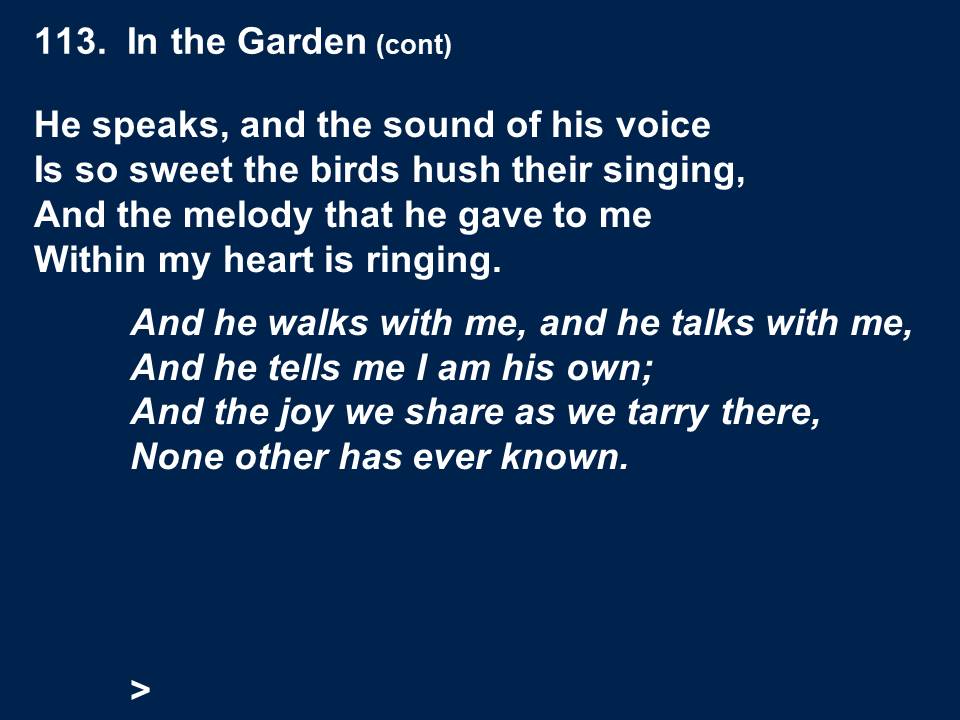 113. In the Garden (cont)
He speaks, and the sound of his voice
Is so sweet the birds hush their singing,
And the melody that he gave to me
Within my heart is ringing.
And he walks with me, and he talks with me,
And he tells me I am his own;
And the joy we share as we tarry there,
None other has ever known.
>